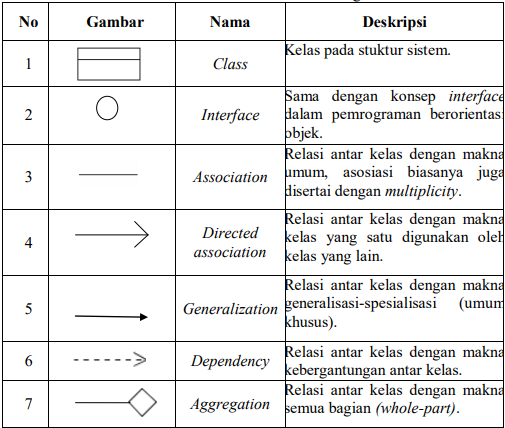 No Gambar Nama Deskripsi
1 Class Kelas pada stuktur sistem.
Sama dengan konsep interface
2 Interface dalam pemrograman berorientasi
objek.
Relasi antar kelas dengan makna
3 Association umum, asosiasi biasanya juga
disertai dengan multiplicity.
Relasi antar kelas dengan makna
4 Directed association kelas yang satu digunakan oleh
kelas yang lain.
Relasi antar kelas dengan makna
5 Generalization generalisasi-spesialisasi (umum
khusus).
6 Dependency Relasi antar kelas dengan makna
kebergantungan antar kelas.
7 Aggregation Relasi antar kelas dengan makna
semua bagian (whole-part).